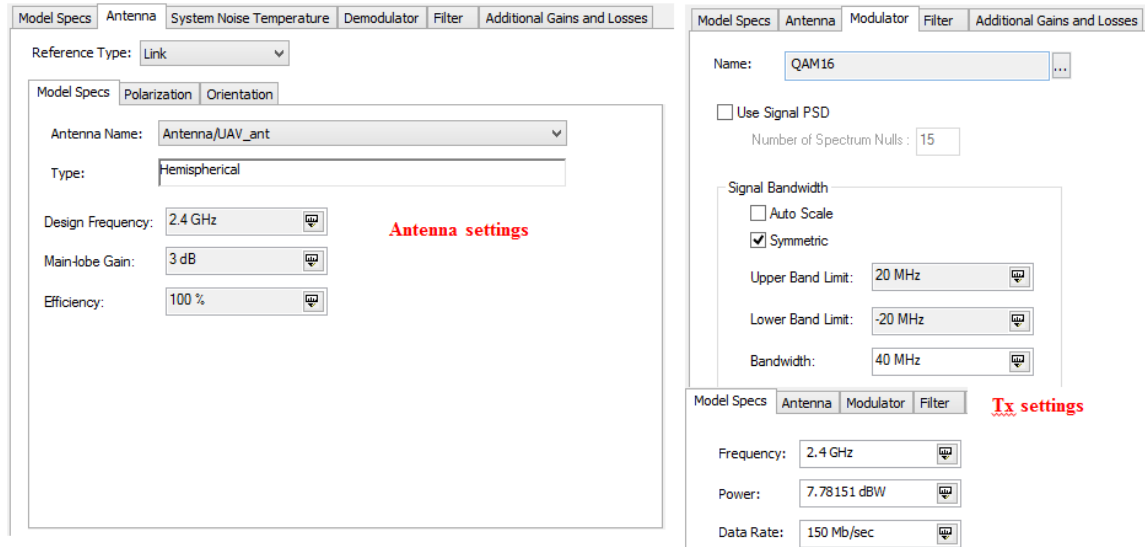 Model Specs Antenna System Noise Temperature Demodulator Filter Additional Gains and Losses
Reference Type: Link
Model Specs Polarization Orientation
Antenna Name: Antenna/UAV_ant
Type: Hemispherical
Design Frequency: 2.4 GHz
Antenna settings
Main-lobe Gain: 3 dB
Efficiency: 100 %
Model Specs Antenna Modulator Filter Additional Gains and Losses
Name: QAM16 ...
Use Signal PSD
Number of Spectrum Nulls : 15
Signal Bandwidth
Auto Scale
Symmetric
Upper Band Limit: 20 MHz
Lower Band Limit: -20 MHz
Bandwidth: 40 MHz
Model Specs Antenna Modulator Filter
Tx settings
Frequency: 2.4 GHz
Power: 7.78151 dBW
Data Rate: 150 Mb/sec